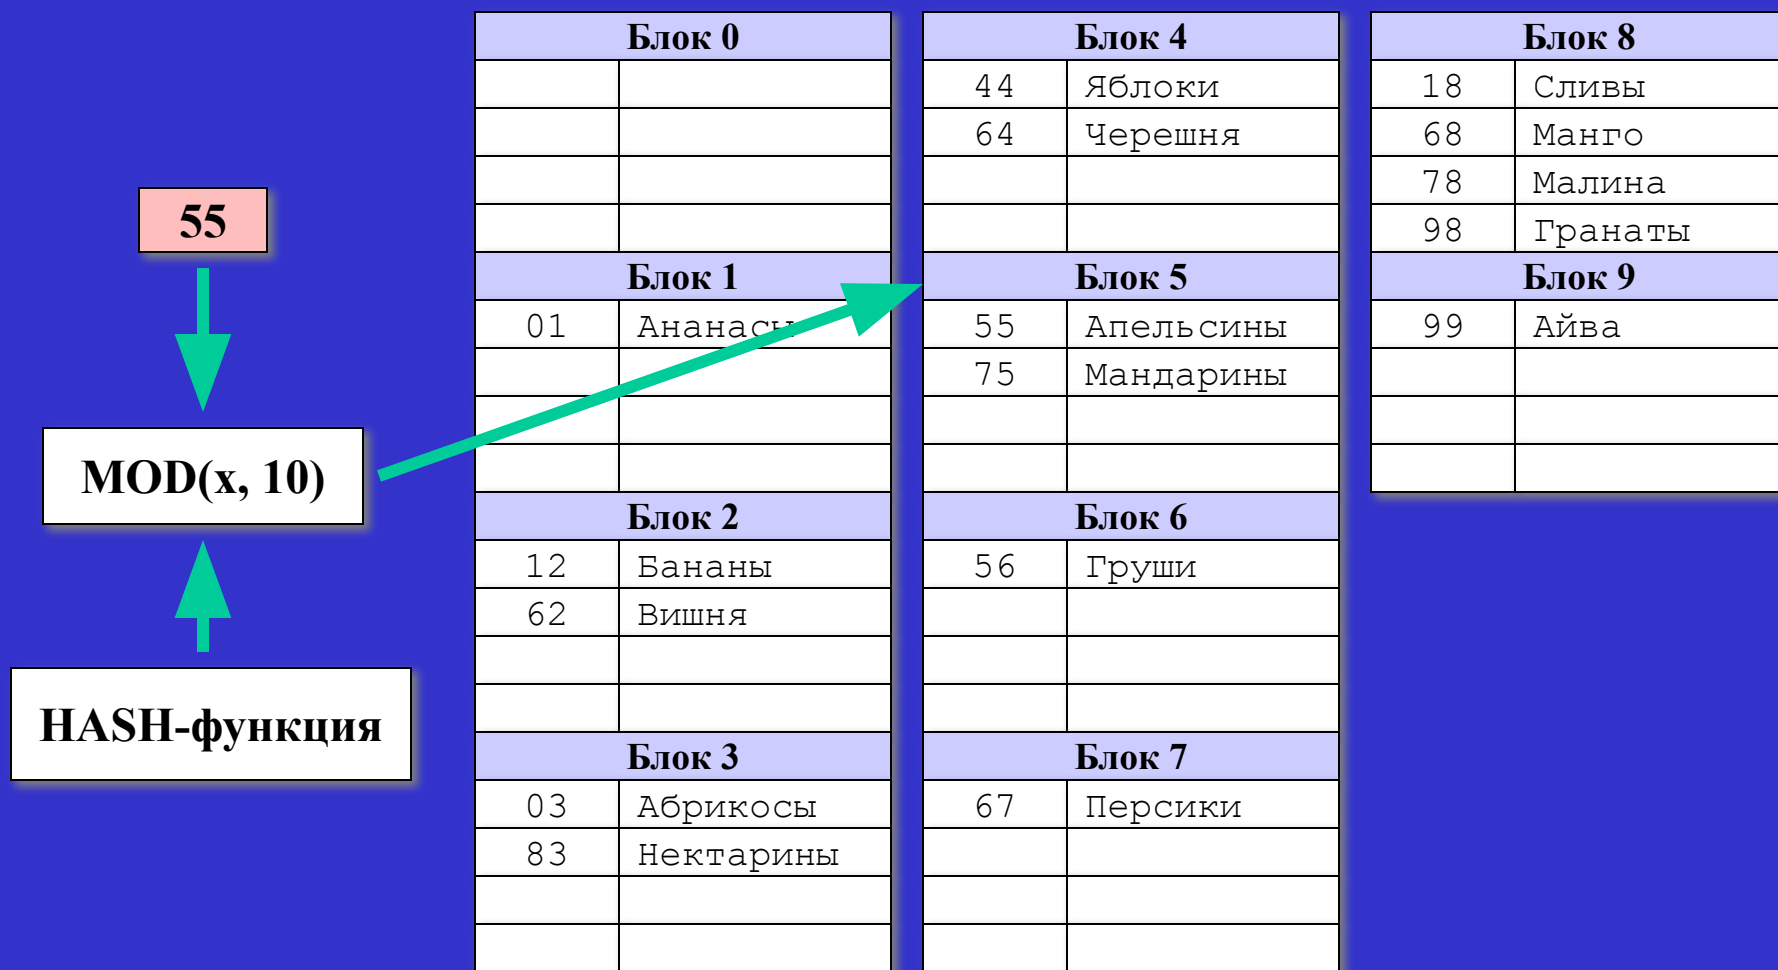 55
MOD(x, 10)
HASH-функция
Блок 0
Блок 1
01 Ананасы
Блок 2
12 Бананы
62 Вишня
Блок 3
03 Абрикосы
83 Нектарины
Блок 4
44 Яблоки
64 Черешня
Блок 5
55 Апельсины
75 Мандарины
Блок 6
56 Груши
Блок 7
67 Персики
Блок 8
18 Сливы
68 Манго
78 Малина
98 Гранаты
Блок 9
99 Айва